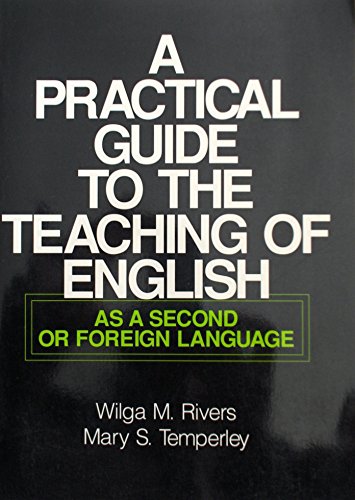 A
PRACTICAL
GUIDE
TO THE
TEACHING OF
ENGLISH
AS A SECOND
OR FOREIGN LANGUAGE
Wilga M. Rivers
Mary S. Temperley